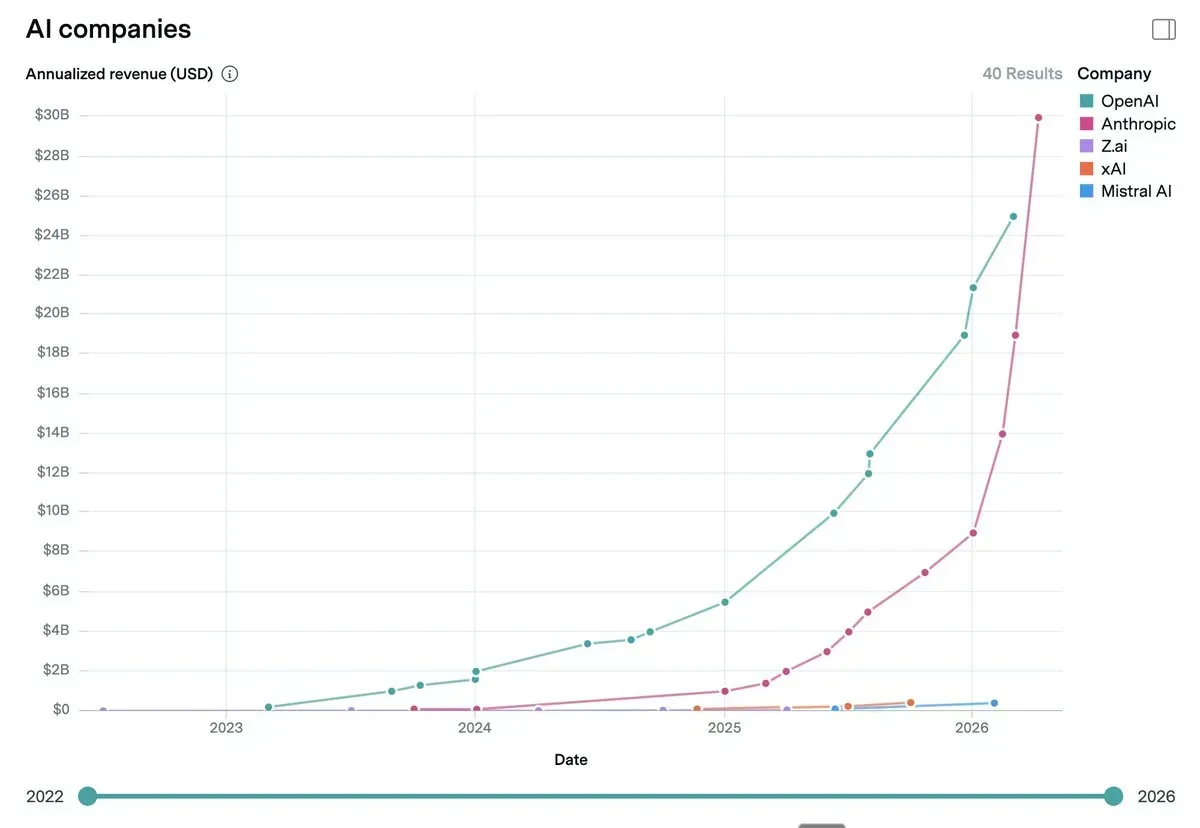 AI companies
Annualized revenue (USD)
40 Results
Company
OpenAI
Anthropic
Z.ai
xAI
Mistral AI
$30B
$28B
$26B
$24B
$22B
$20B
$18B
$16B
$14B
$12B
$10B
$8B
$6B
$4B
$2B
$0
2023 2024 2025 2026
Date
2022 2026